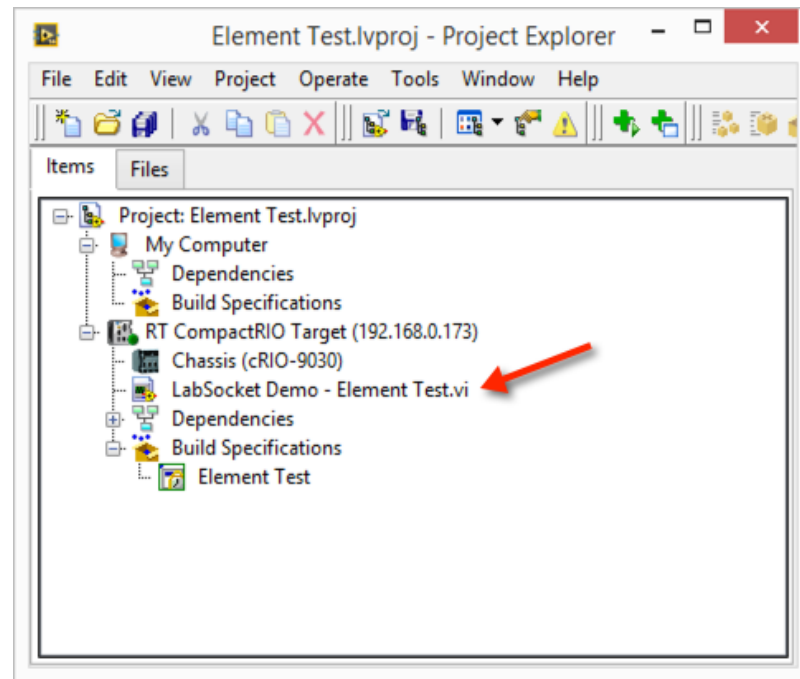 Element Test.lvproj - Project Explorer
File Edit View Project Operate Tools Window Help
Items Files
Project: Element Test.lvproj
My Computer
Dependencies
Build Specifications
RT CompactRIO Target (192.168.0.173)
Chassis (cRIO-9030)
LabSocket Demo - Element Test.vi
Dependencies
Build Specifications
Element Test